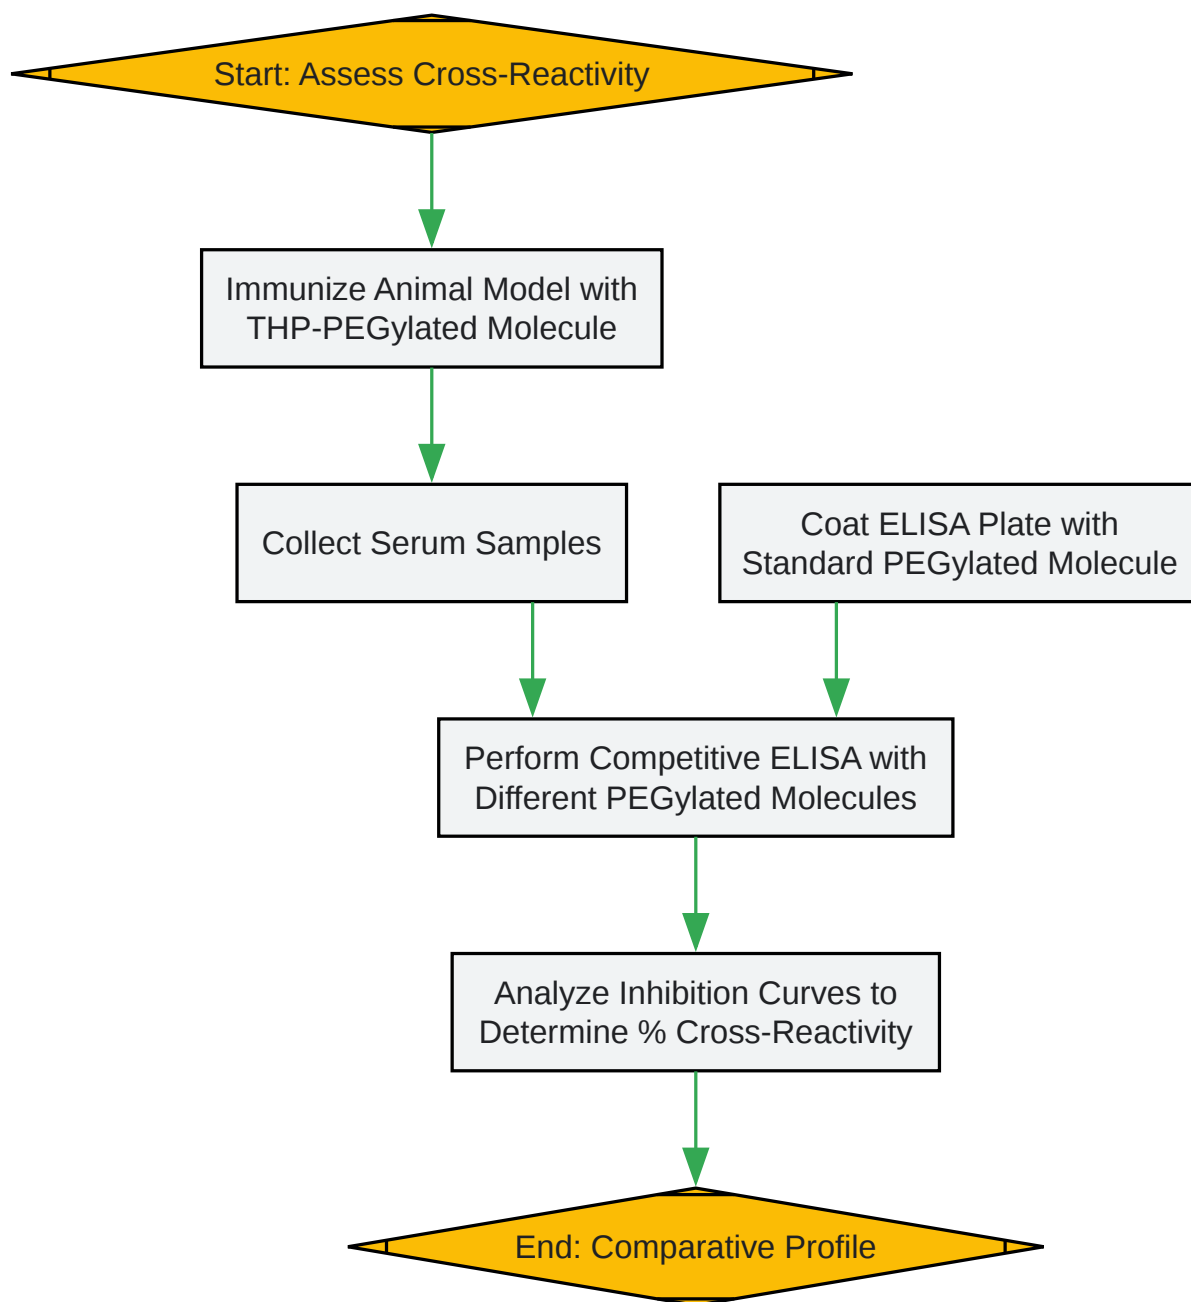 Start: Assess Cross-Reactivity
Immunize Animal Model with
THP-PEGylated Molecule
Collect Serum Samples
Coat ELISA Plate with
Standard PEGylated Molecule
Perform Competitive ELISA with
Different PEGylated Molecules
Analyze Inhibition Curves to
Determine % Cross-Reactivity
End: Comparative Profile